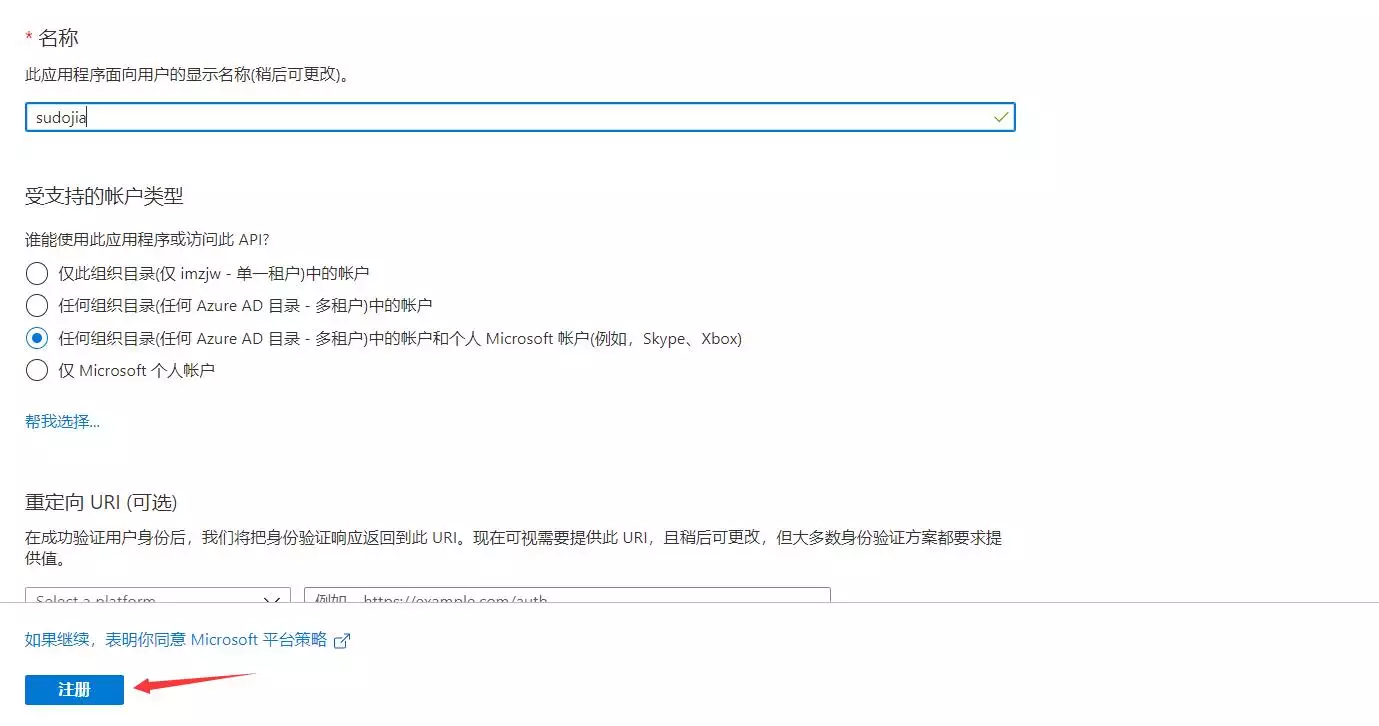 * 名称
此应用程序面向用户的显示名称(稍后可更改)。
sudojia
受支持的帐户类型
谁能使用此应用程序或访问此 API?
仅此组织目录(仅 imzjw - 单一租户)中的帐户
任何组织目录(任何 Azure AD 目录 - 多租户)中的帐户
任何组织目录(任何 Azure AD 目录 - 多租户)中的帐户和个人 Microsoft 帐户(例如，Skype、Xbox)
仅 Microsoft 个人帐户
帮我选择...
重定向 URI (可选)
在成功验证用户身份后，我们将把身份验证响应返回到此 URI。现在可视需要提供此 URI，且稍后可更改，但大多数身份验证方案都要求提
供值。
Select a platform 例如，https://example.com/auth
如果继续，表明你同意 Microsoft 平台策略
注册